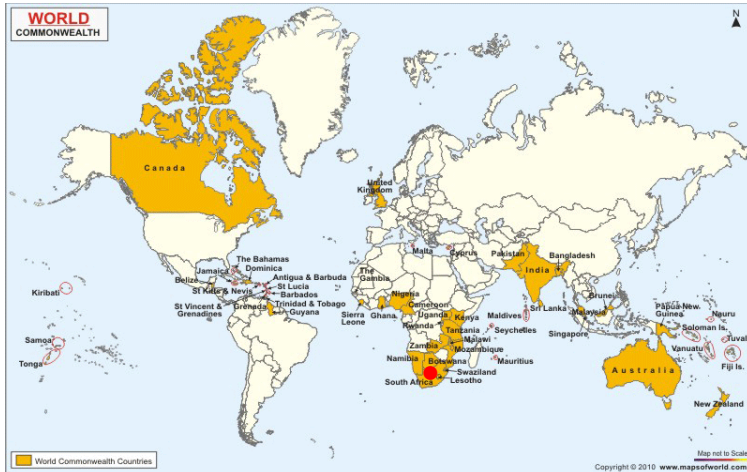 WORLD
COMMONWEALTH
N
Canada
United
Kingdom
Malta
Cyprus
Pakistan
Bangladesh
India
The Bahamas
Jamaica
Dominica
Belize
Antigua & Barbuda
St Kitts & Nevis
St Lucia
Barbados
St Vincent &
Grenadines
Grenada
Trinidad & Tobago
Guyana
Kiribati
Samoa
Tonga
The
Gambia
Sierra
Leone
Ghana
Nigeria
Cameroon
Uganda
Kenya
Rwanda
Tanzania
Malawi
Zambia
Mozambique
Namibia
Botswana
Swaziland
South Africa
Lesotho
Maldives
Seychelles
Mauritius
Sri Lanka
Brunei
Malaysia
Singapore
Papua New
Guinea
Nauru
Soloman Is.
Tuval
Vanuatu
Fiji Is.
Australia
New Zealand
World Commonwealth Countries
Map not to Scale
Copyright © 2010 www.mapsofworld.com